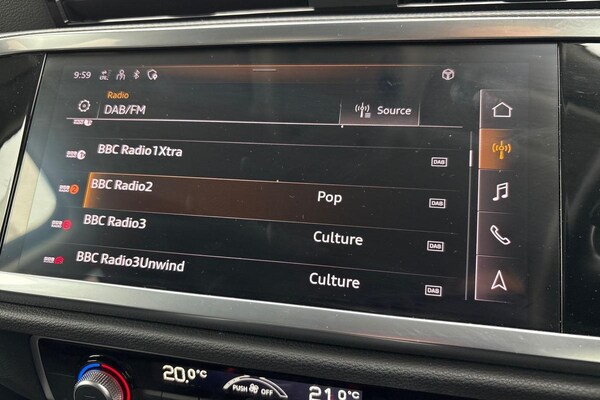 9:59
Radio
DAB/FM
Source
BBC Radio1Xtra
DAB
BBC Radio2 Pop
DAB
BBC Radio3 Culture
DAB
BBC Radio3Unwind Culture
DAB
20.0°C
PUSH OFF
21.0°C